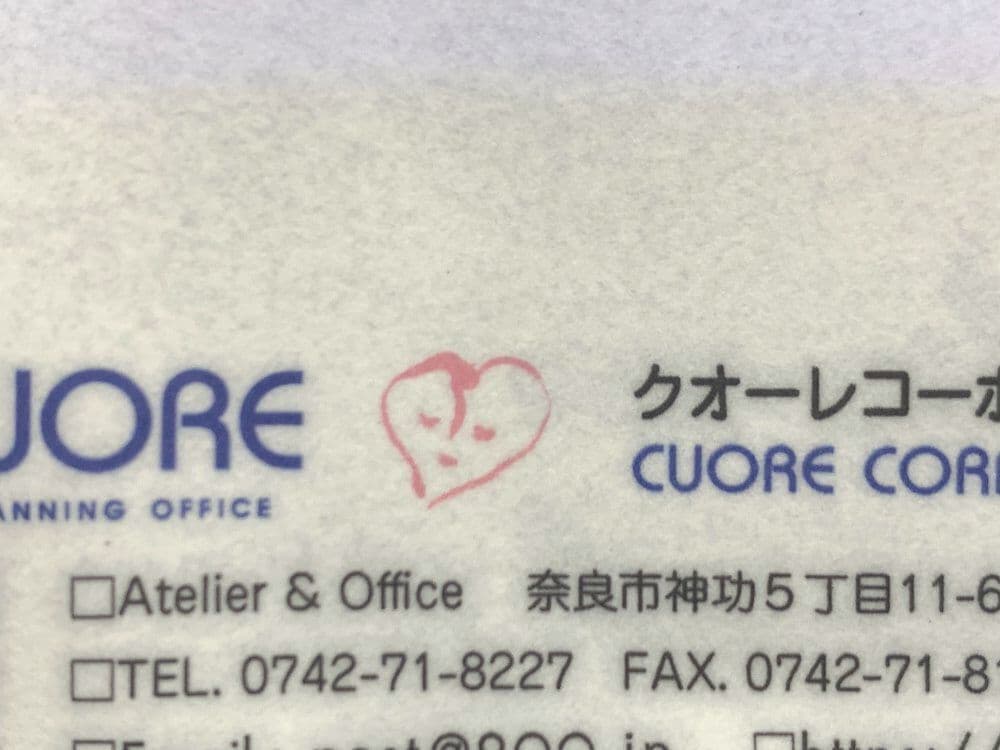 UORE
ANNING OFFICE
クオーレコーポ
CUORE COR
□Atelier & Office 奈良市神功5丁目11-6
□TEL. 0742-71-8227 FAX. 0742-71-81